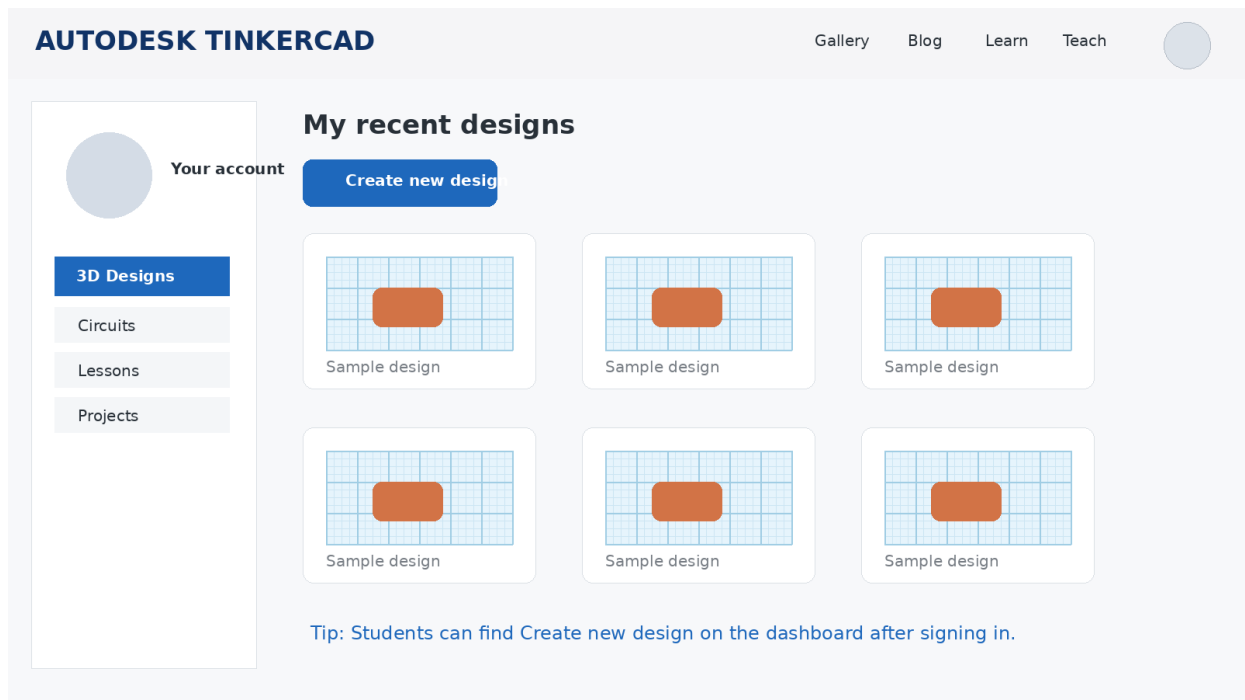 AUTODESK TINKERCAD
Gallery Blog Learn Teach
Your account
3D Designs
Circuits
Lessons
Projects
My recent designs
Create new design
Sample design Sample design Sample design
Sample design Sample design Sample design
Tip: Students can find Create new design on the dashboard after signing in.